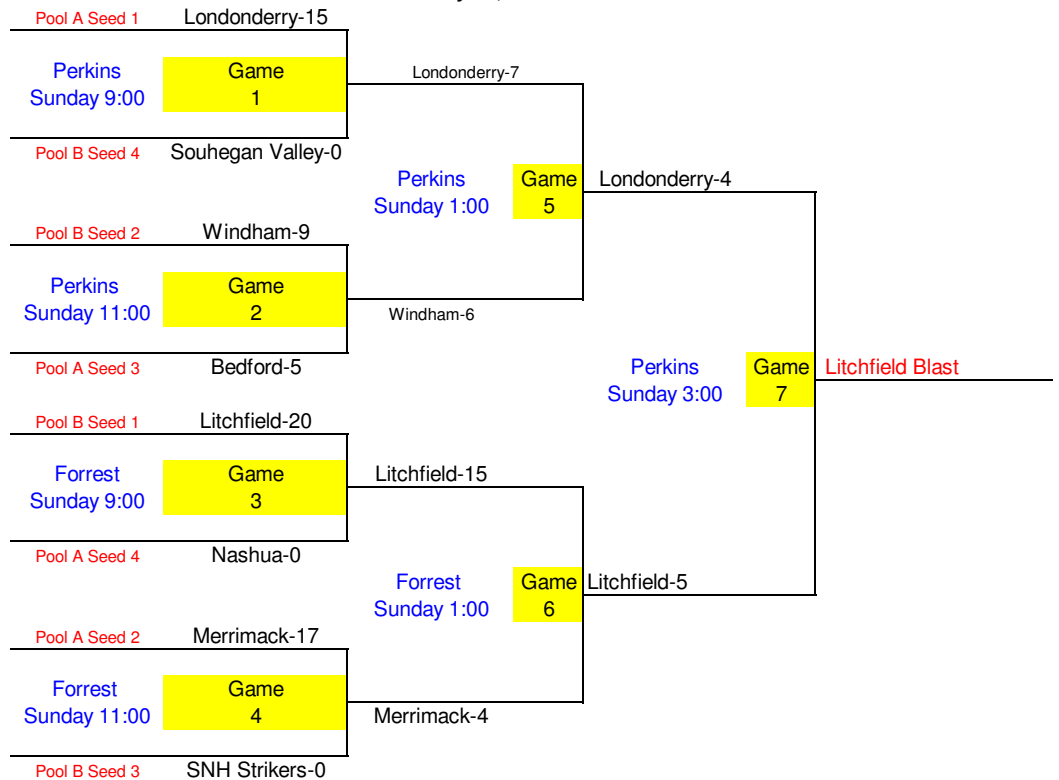 Pool A Seed 1 Londonderry-15
Perkins Game Londonderry-7
Sunday 9:00 1
Pool B Seed 4 Souhegan Valley-0
Perkins Game Londonderry-4
Sunday 1:00 5
Pool B Seed 2 Windham-9
Perkins Game
Sunday 11:00 2 Windham-6
Pool A Seed 3 Bedford-5
Perkins Game Litchfield Blast
Sunday 3:00 7
Pool B Seed 1 Litchfield-20
Forrest Game Litchfield-15
Sunday 9:00 3
Pool A Seed 4 Nashua-0
Forrest Game Litchfield-5
Sunday 1:00 6
Pool A Seed 2 Merrimack-17
Forrest Game
Sunday 11:00 4 Merrimack-4
Pool B Seed 3 SNH Strikers-0